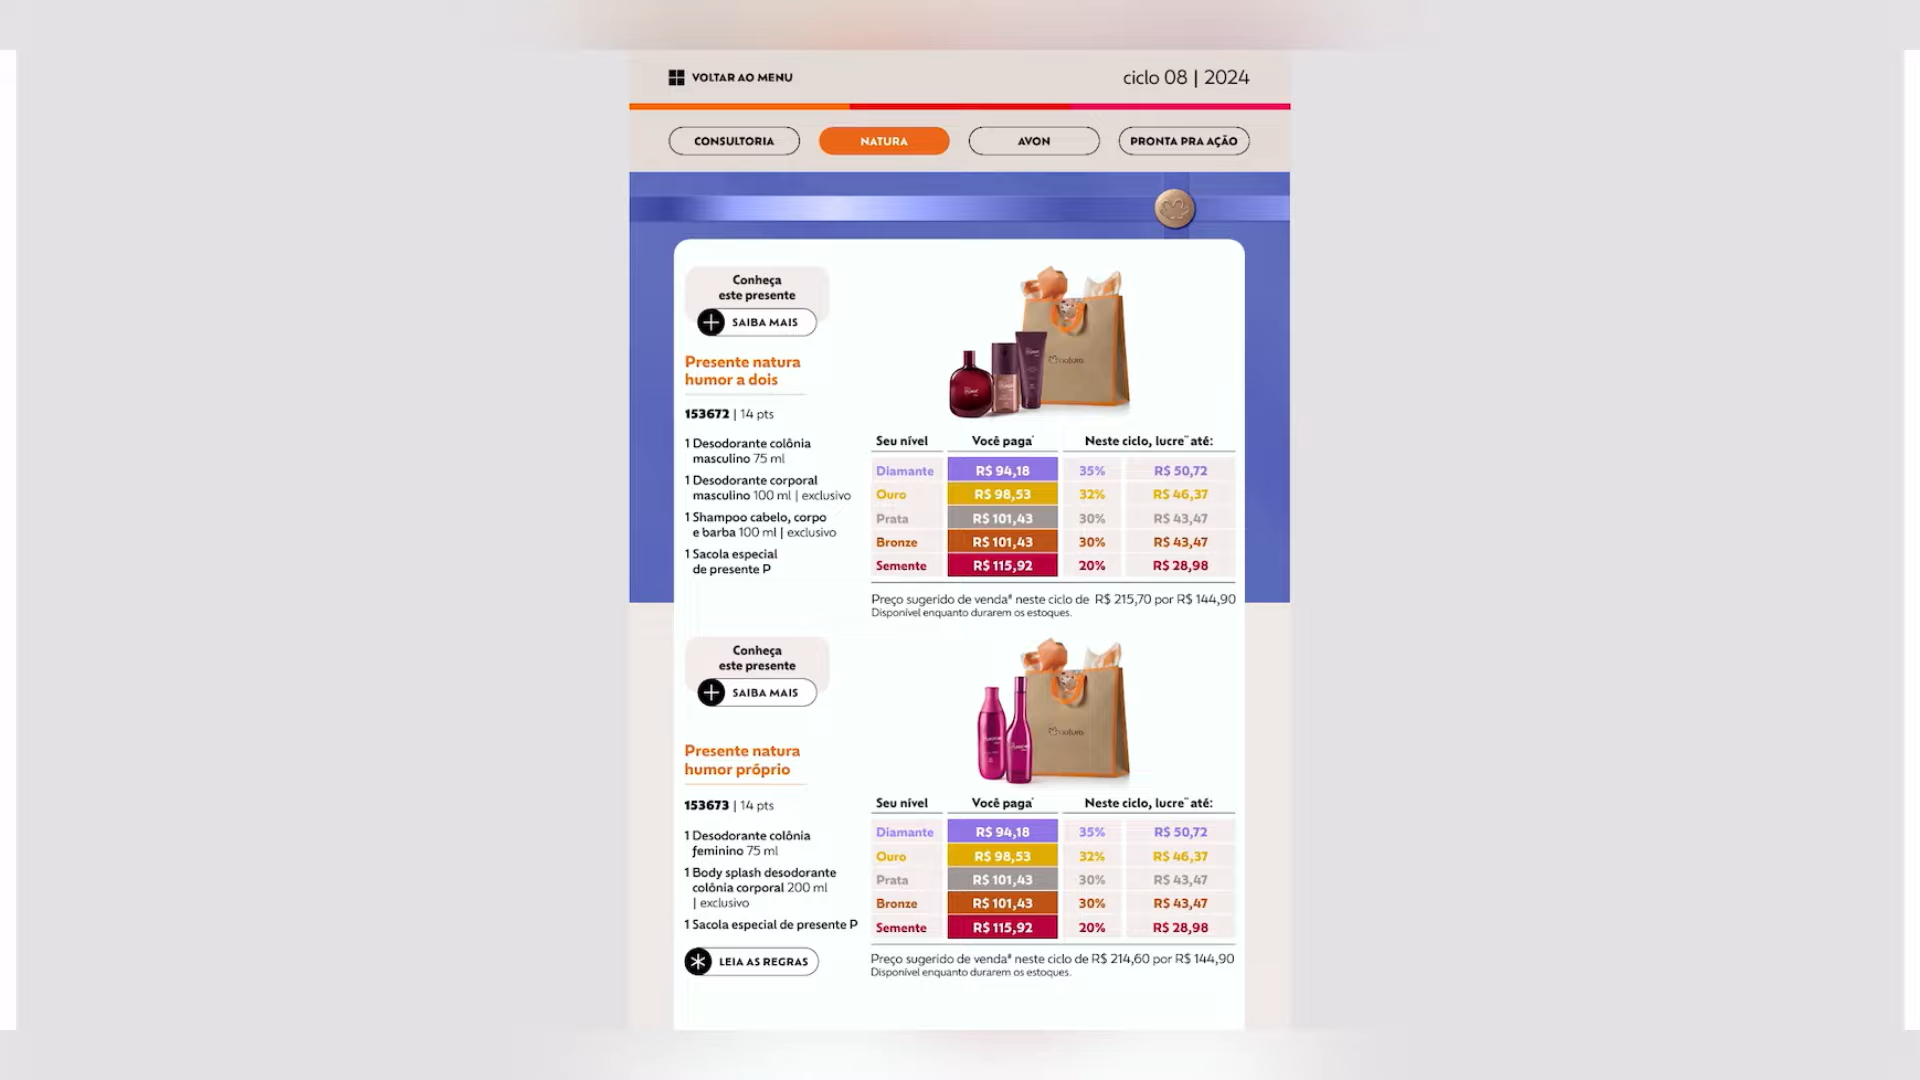 VOLTAR AO MENU
ciclo 08 | 2024
CONSULTORIA
NATURA
AVON
PRONTA PRA AÇÃO
Conheça
este presente
SAIBA MAIS
Presente natura
humor a dois
153672 | 14 pts
1 Desodorante colônia
masculino 75 ml
1 Desodorante corporal
masculino 100 ml | exclusivo
1 Shampoo cabelo, corpo
e barba 100 ml | exclusivo
1 Sacola especial
de presente P
natura
Seu nível Você paga* Neste ciclo, lucre** até:
Diamante R$ 94,18 35% R$ 50,72
Ouro R$ 98,53 32% R$ 46,37
Prata R$ 101,43 30% R$ 43,47
Bronze R$ 101,43 30% R$ 43,47
Semente R$ 115,92 20% R$ 28,98
Preço sugerido de venda# neste ciclo de R$ 215,70 por R$ 144,90
Disponível enquanto durarem os estoques.
Conheça
este presente
SAIBA MAIS
Presente natura
humor próprio
153673 | 14 pts
1 Desodorante colônia
feminino 75 ml
1 Body splash desodorante
colônia corporal 200 ml
| exclusivo
1 Sacola especial de presente P
LEIA AS REGRAS
natura
Seu nível Você paga* Neste ciclo, lucre** até:
Diamante R$ 94,18 35% R$ 50,72
Ouro R$ 98,53 32% R$ 46,37
Prata R$ 101,43 30% R$ 43,47
Bronze R$ 101,43 30% R$ 43,47
Semente R$ 115,92 20% R$ 28,98
Preço sugerido de venda# neste ciclo de R$ 214,60 por R$ 144,90
Disponível enquanto durarem os estoques.